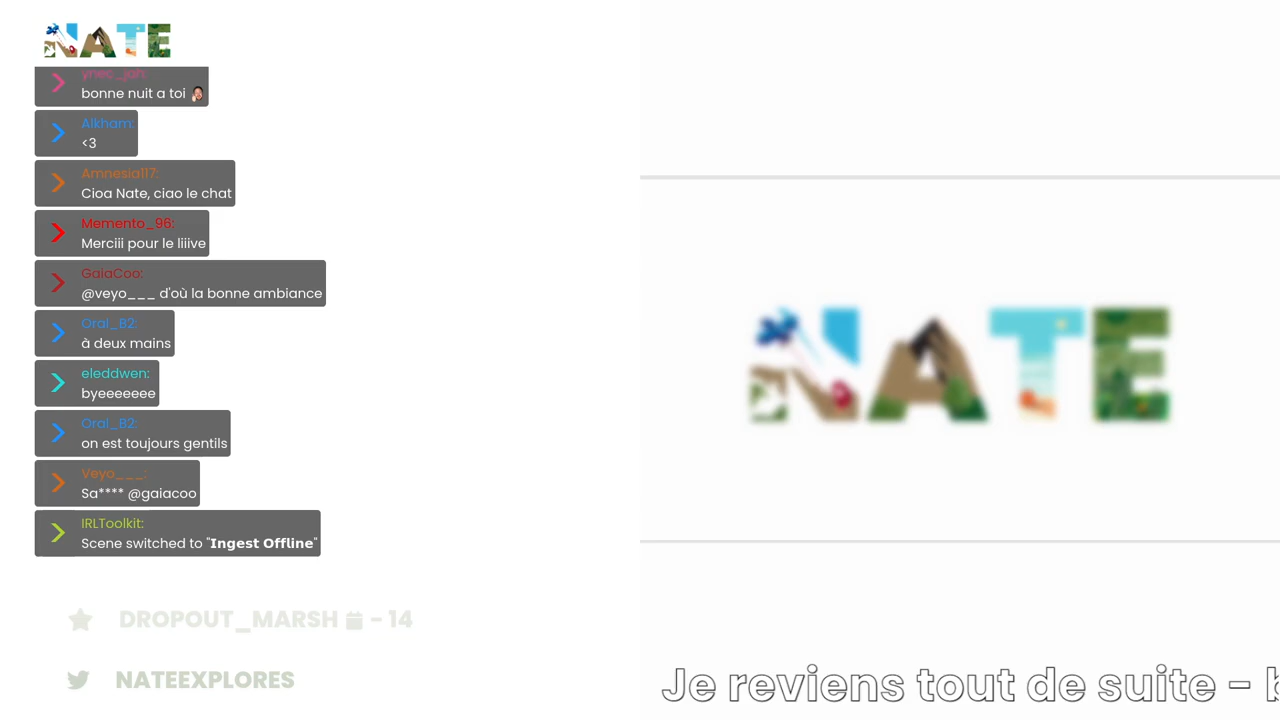 NATE
bonne nuit a toi
Alkham:
<3
Amnesia117:
Cioa Nate, ciao le chat
Memento_96:
Merciii pour le liiive
GaiaCoo:
@veyo___ d'où la bonne ambiance
Oral_B2:
à deux mains
eleddwen:
byeeeeeee
Oral_B2:
on est toujours gentils
Veyo___:
Sa**** @gaiacoo
IRLToolkit:
Scene switched to "Ingest Offline"
DROPOUT_MARSH - 14
NATEEXPLORES
NATE
Je reviens tout de suite -